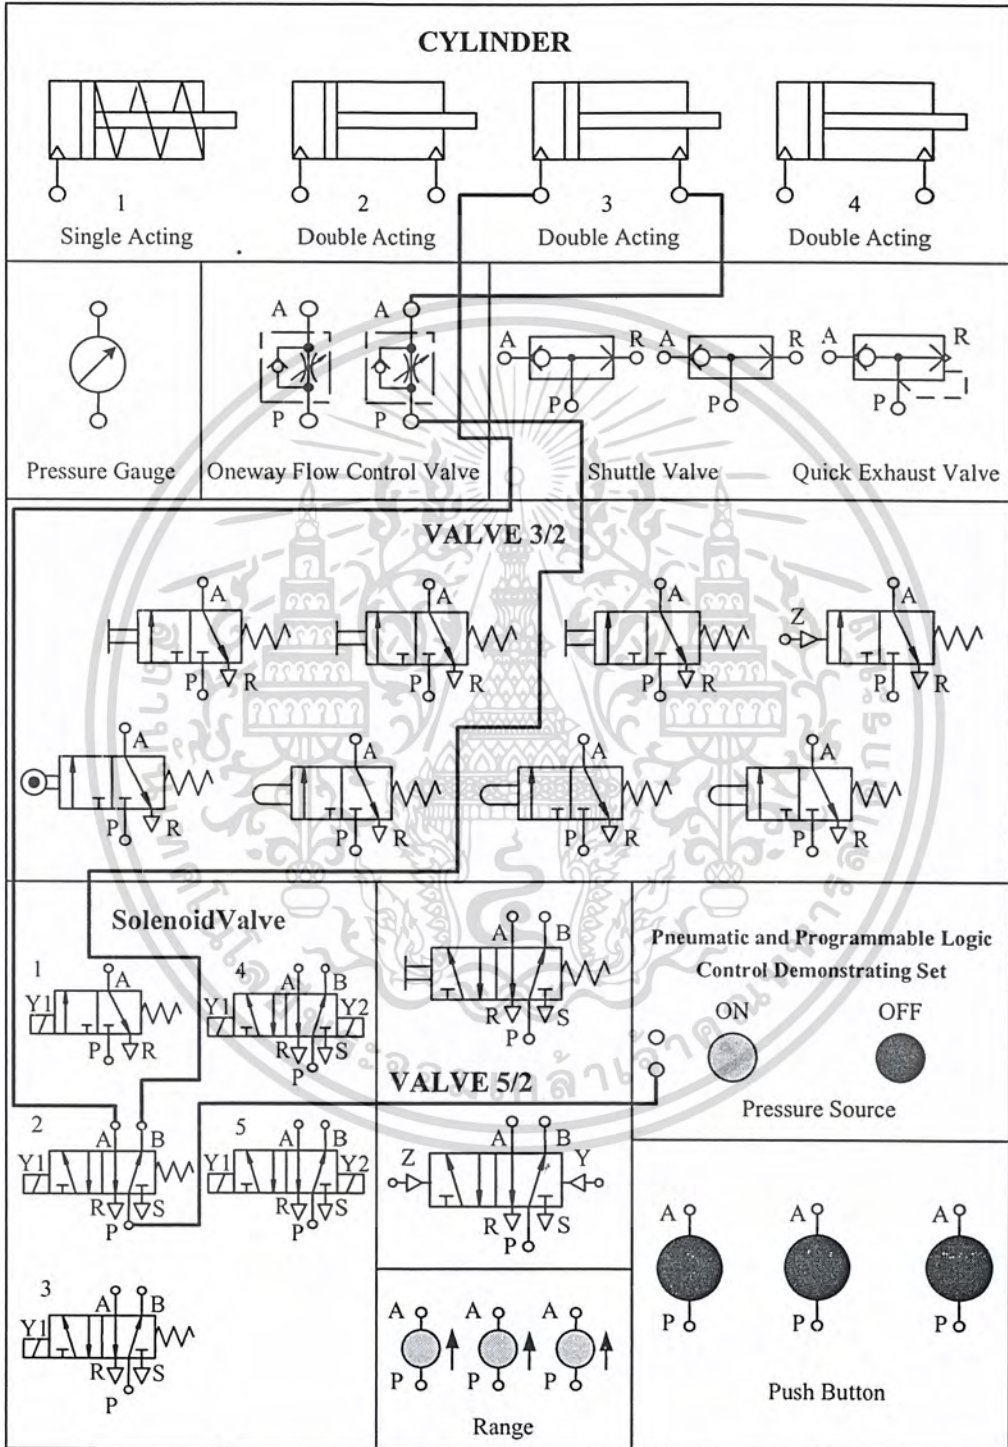 CYLINDER
1 2 3 4
Single Acting Double Acting Double Acting Double Acting
A A A R A R A R
P P P P P
Pressure Gauge Oneway Flow Control Valve Shuttle Valve Quick Exhaust Valve
VALVE 3/2
A A A Z A
P R P R P R P R
A A A A
P R P R P R P R
SolenoidValve
1 A 4 A B A B
Y1 Y1 Y2
P R R S R S
P P
Pneumatic and Programmable Logic
Control Demonstrating Set
ON OFF
Pressure Source
VALVE 5/2
2 A B 5 A B A B
Y1 Y1 Y2 Z Y
R S R S R S
P P P
3 A B
Y1
R S
P
A A A
P P P
Range
A A A
P P P
Push Button